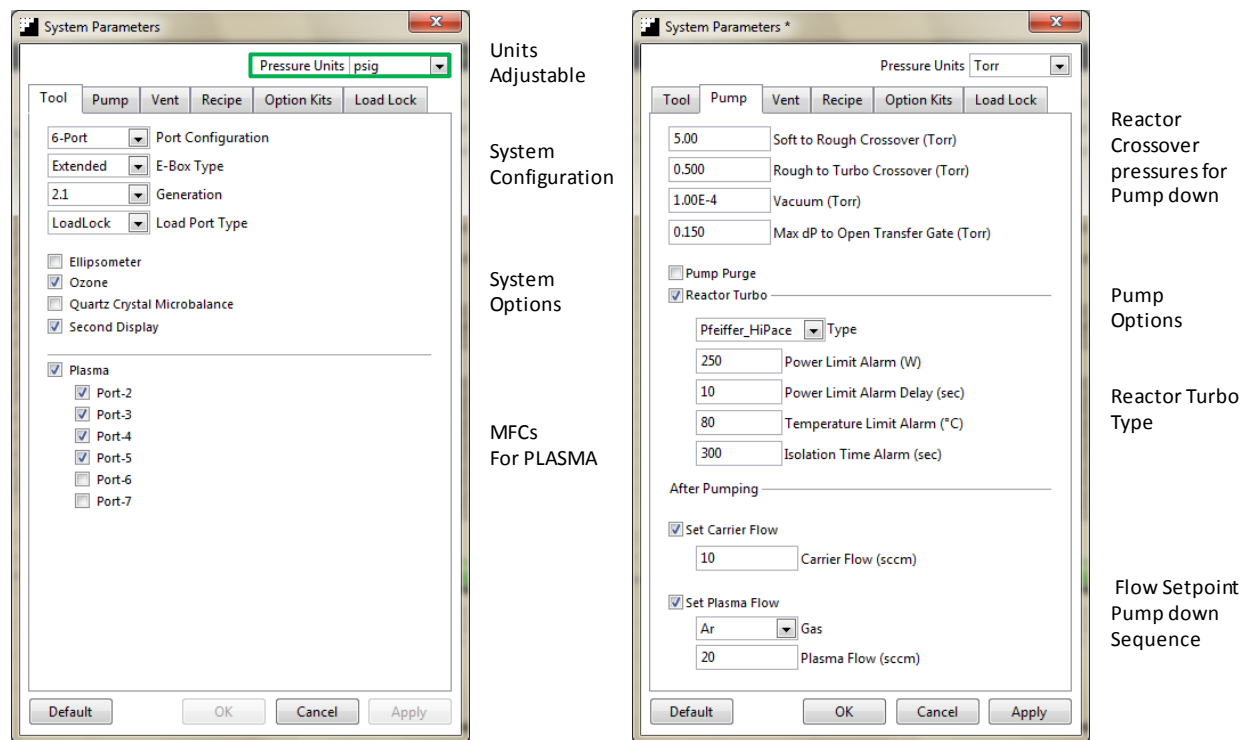 System Parameters
Pressure Units psig
Tool Pump Vent Recipe Option Kits Load Lock
6-Port Port Configuration
Extended E-Box Type
2.1 Generation
LoadLock Load Port Type
Ellipsometer
Ozone
Quartz Crystal Microbalance
Second Display
Plasma
Port-2
Port-3
Port-4
Port-5
Port-6
Port-7
Default OK Cancel Apply
Units
Adjustable
System
Configuration
System
Options
MFCs
For PLASMA
System Parameters *
Pressure Units Torr
Tool Pump Vent Recipe Option Kits Load Lock
5.00 Soft to Rough Crossover (Torr)
0.500 Rough to Turbo Crossover (Torr)
1.00E-4 Vacuum (Torr)
0.150 Max dP to Open Transfer Gate (Torr)
Pump Purge
Reactor Turbo
Pfeiffer_HiPace Type
250 Power Limit Alarm (W)
10 Power Limit Alarm Delay (sec)
80 Temperature Limit Alarm (°C)
300 Isolation Time Alarm (sec)
After Pumping
Set Carrier Flow
10 Carrier Flow (sccm)
Set Plasma Flow
Ar Gas
20 Plasma Flow (sccm)
Default OK Cancel Apply
Reactor
Crossover
pressures for
Pump down
Pump
Options
Reactor Turbo
Type
Flow Setpoint
Pump down
Sequence